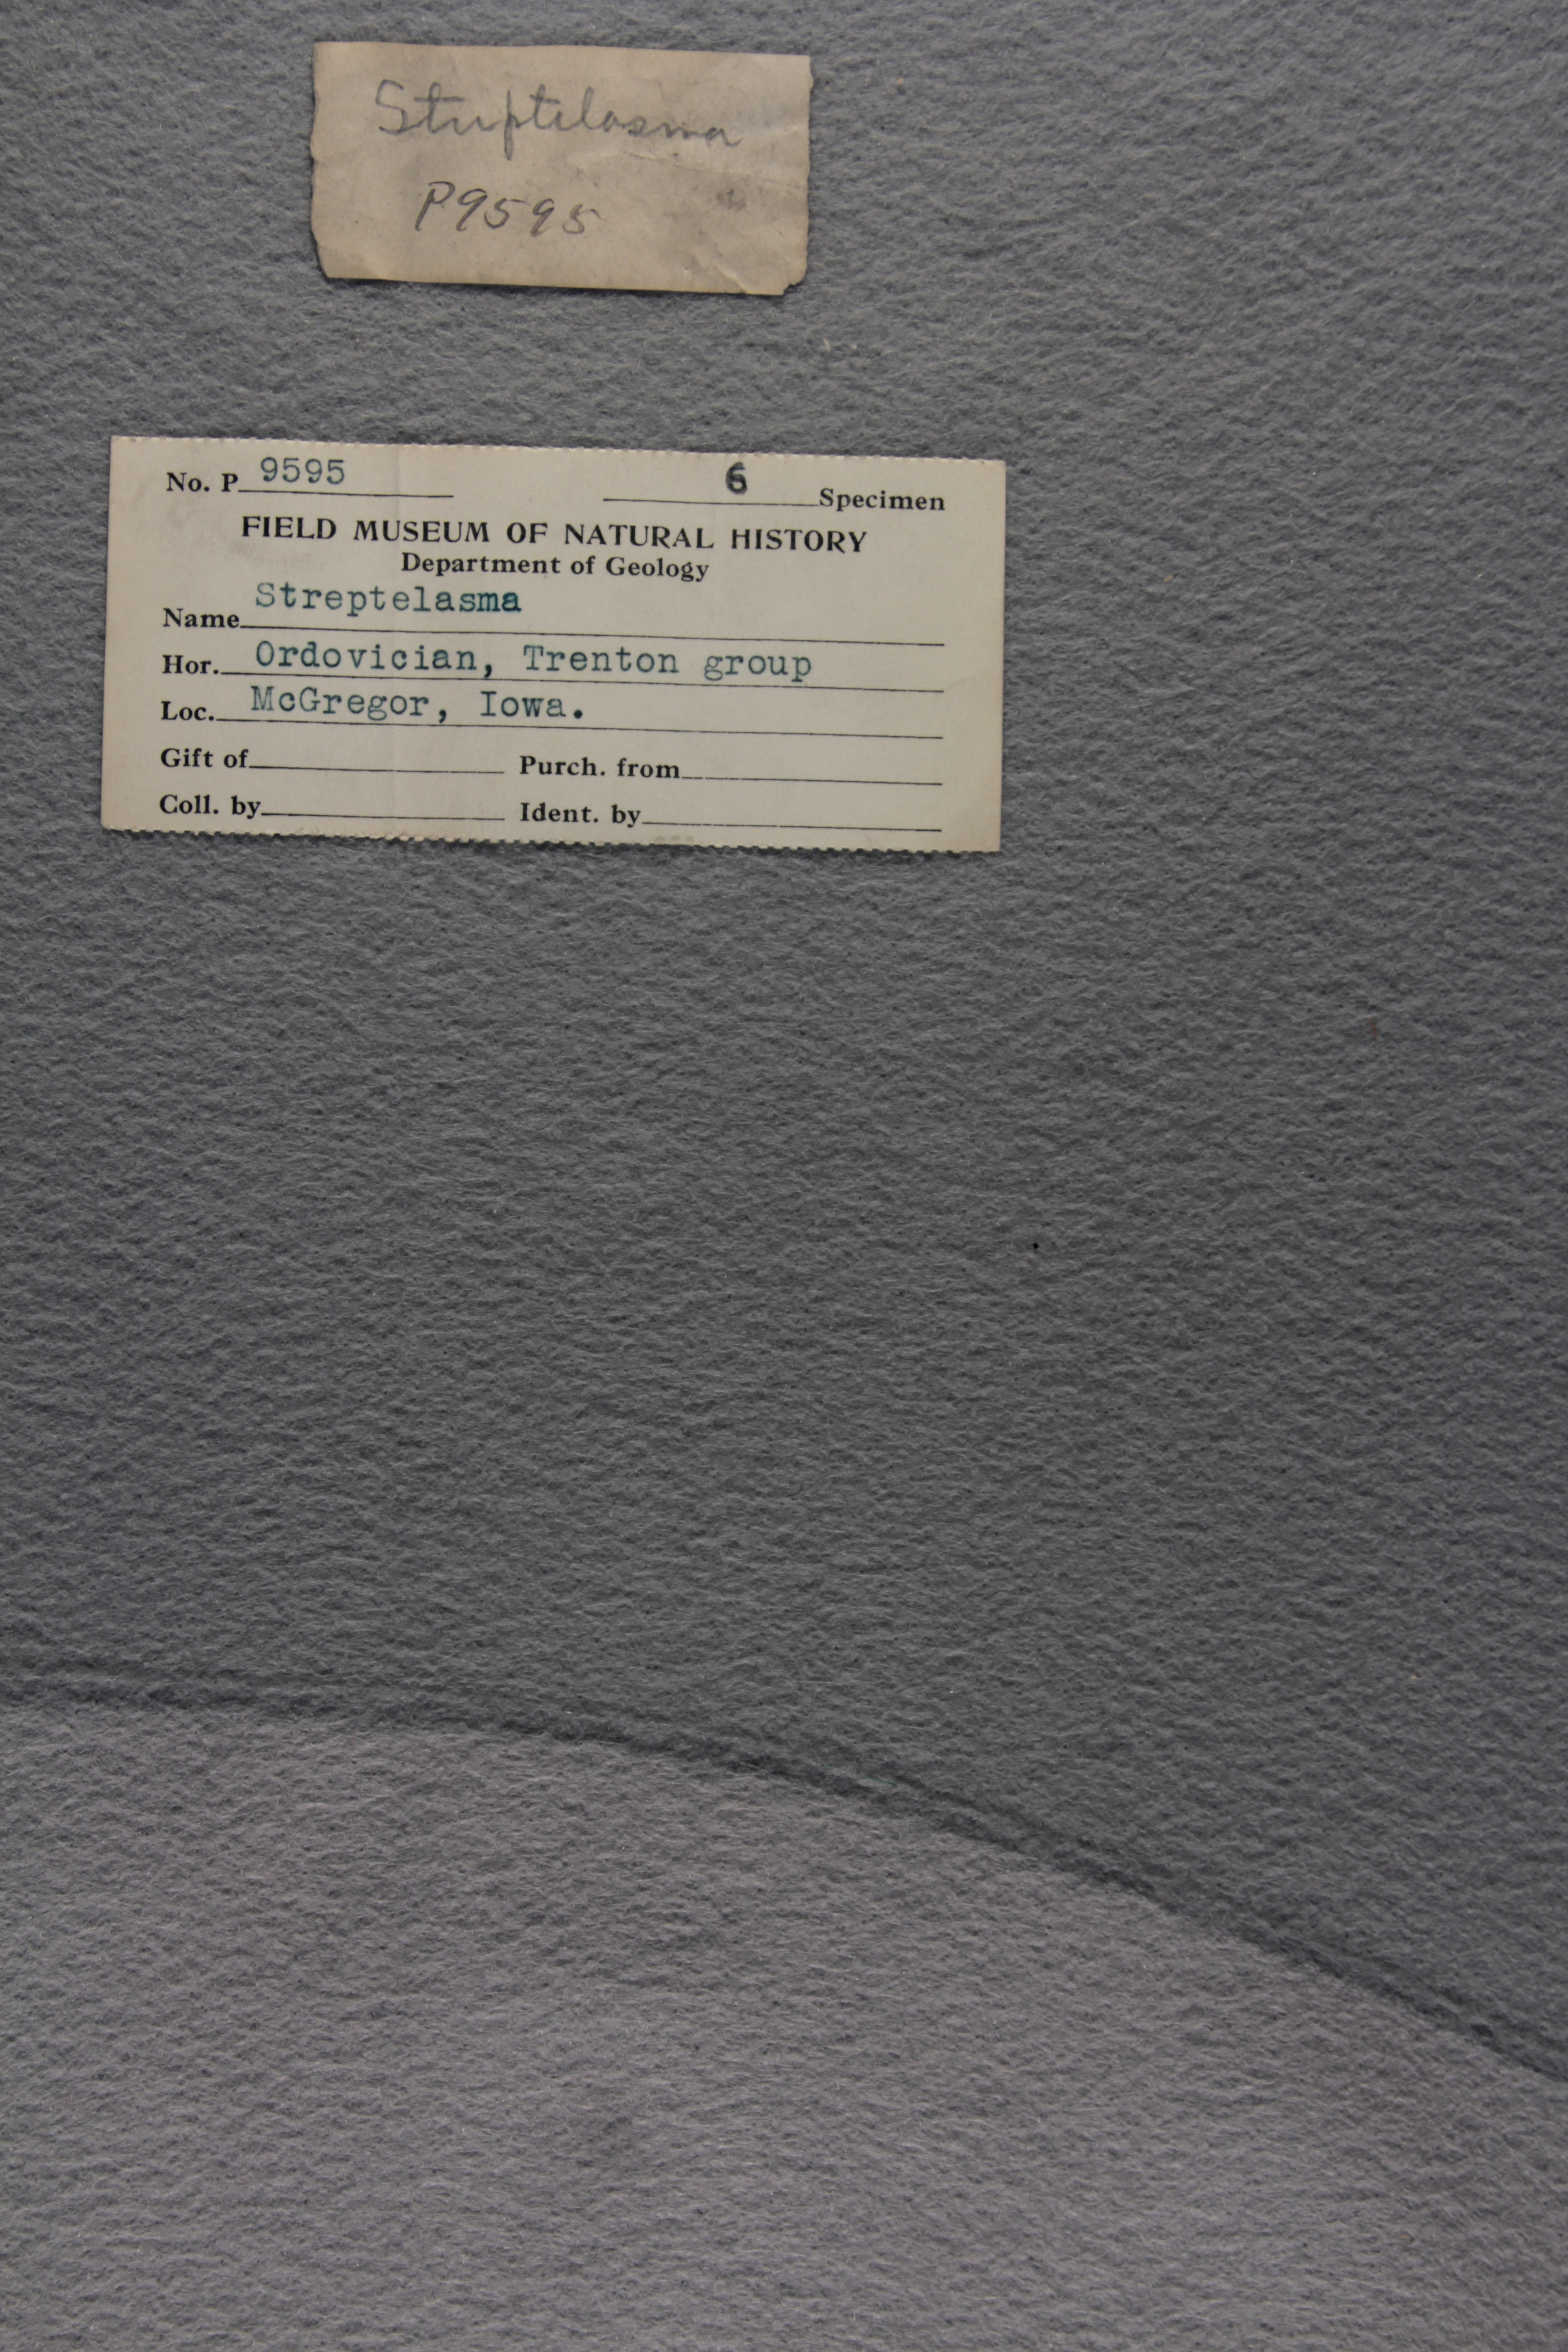 Streptelasma
P9595
No. P 9595 6 Specimen
FIELD MUSEUM OF NATURAL HISTORY
Department of Geology
Name Streptelasma
Hor. Ordovician, Trenton group
Loc. McGregor, Iowa.
Gift of Purch. from
Coll. by Ident. by